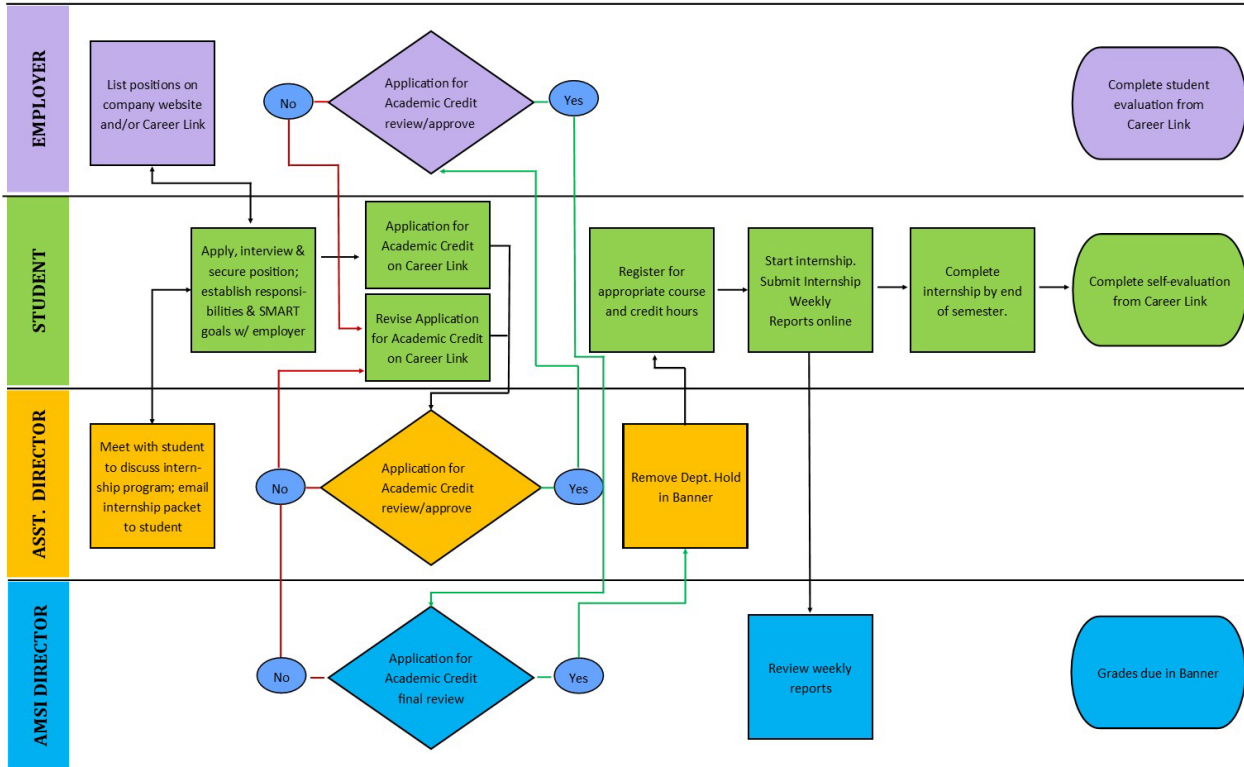 EMPLOYER
List positions on
company website
and/or Career Link
No
Application for
Academic Credit
review/approve
Yes
Complete student
evaluation from
Career Link
STUDENT
Apply, interview &
secure position;
establish responsi-
bilities & SMART
goals w/ employer
Application for
Academic Credit
on Career Link
Revise Application
for Academic Credit
on Career Link
Register for
appropriate course
and credit hours
Start internship.
Submit Internship
Weekly
Reports online
Complete
internship by end
of semester.
Complete self-evaluation
from Career Link
ASST. DIRECTOR
Meet with student
to discuss intern-
ship program; email
internship packet
to student
No
Application for
Academic Credit
review/approve
Yes
Remove Dept. Hold
in Banner
AMSI DIRECTOR
No
Application for
Academic Credit
final review
Yes
Review weekly
reports
Grades due in Banner